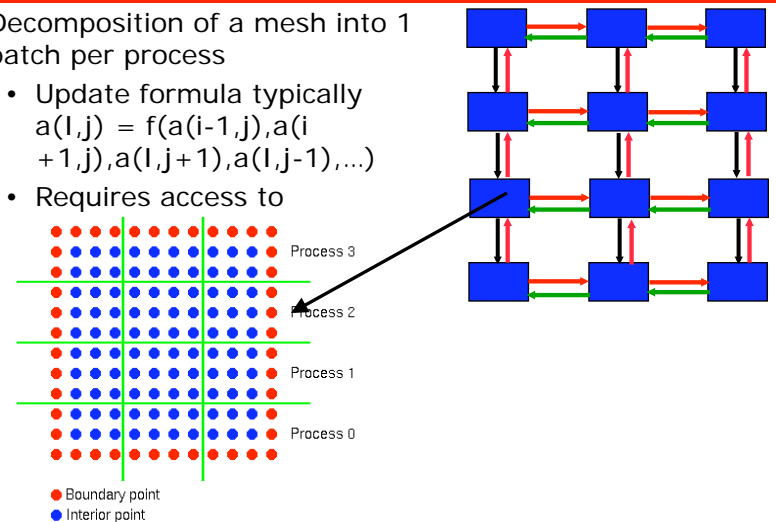 Decomposition of a mesh into 1
patch per process
• Update formula typically
a(I,j) = f(a(i-1,j),a(i
+1,j),a(I,j+1),a(I,j-1),...)
• Requires access to
Process 3
Process 2
Process 1
Process 0
Boundary point
Interior point